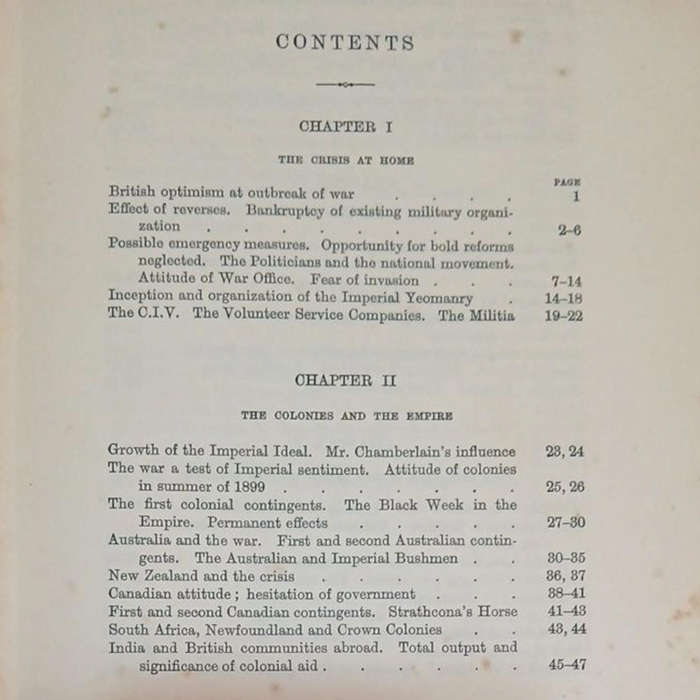 CONTENTS
CHAPTER I
THE CRISIS AT HOME
PAGE
British optimism at outbreak of war . . . . 1
Effect of reverses. Bankruptcy of existing military organi-
zation . . . . . . . . . 2–6
Possible emergency measures. Opportunity for bold reforms
neglected. The Politicians and the national movement.
Attitude of War Office. Fear of invasion . . . 7–14
Inception and organization of the Imperial Yeomanry . 14–18
The C.I.V. The Volunteer Service Companies. The Militia 19–22
CHAPTER II
THE COLONIES AND THE EMPIRE
Growth of the Imperial Ideal. Mr. Chamberlain's influence 23, 24
The war a test of Imperial sentiment. Attitude of colonies
in summer of 1899 . . . . . . . 25, 26
The first colonial contingents. The Black Week in the
Empire. Permanent effects . . . . . 27–30
Australia and the war. First and second Australian contin-
gents. The Australian and Imperial Bushmen . . 30–35
New Zealand and the crisis . . . . . . 36, 37
Canadian attitude; hesitation of government . . . 38–41
First and second Canadian contingents. Strathcona's Horse 41–43
South Africa, Newfoundland and Crown Colonies . . 43, 44
India and British communities abroad. Total output and
significance of colonial aid . . . . . . 45–47